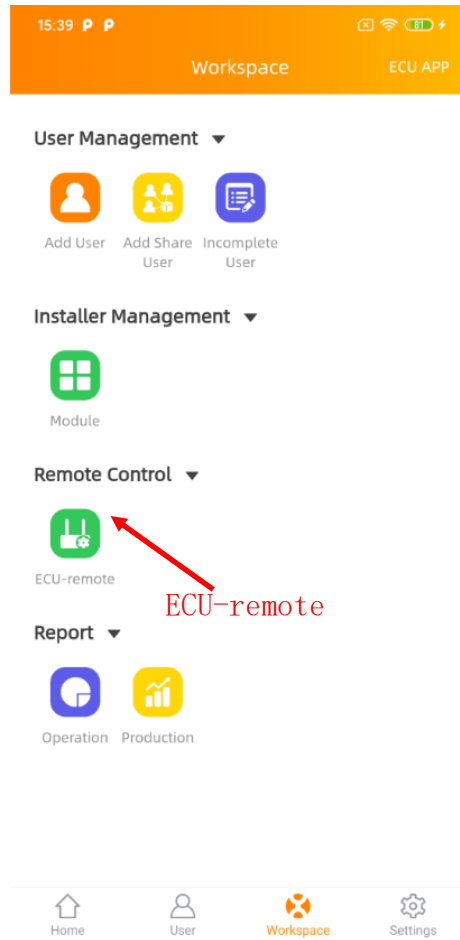 15:39 P P
81
Workspace
ECU APP
User Management
Add User
Add Share User
Incomplete User
Installer Management
Module
Remote Control
ECU-remote
ECU-remote
Report
Operation
Production
Home
User
Workspace
Settings